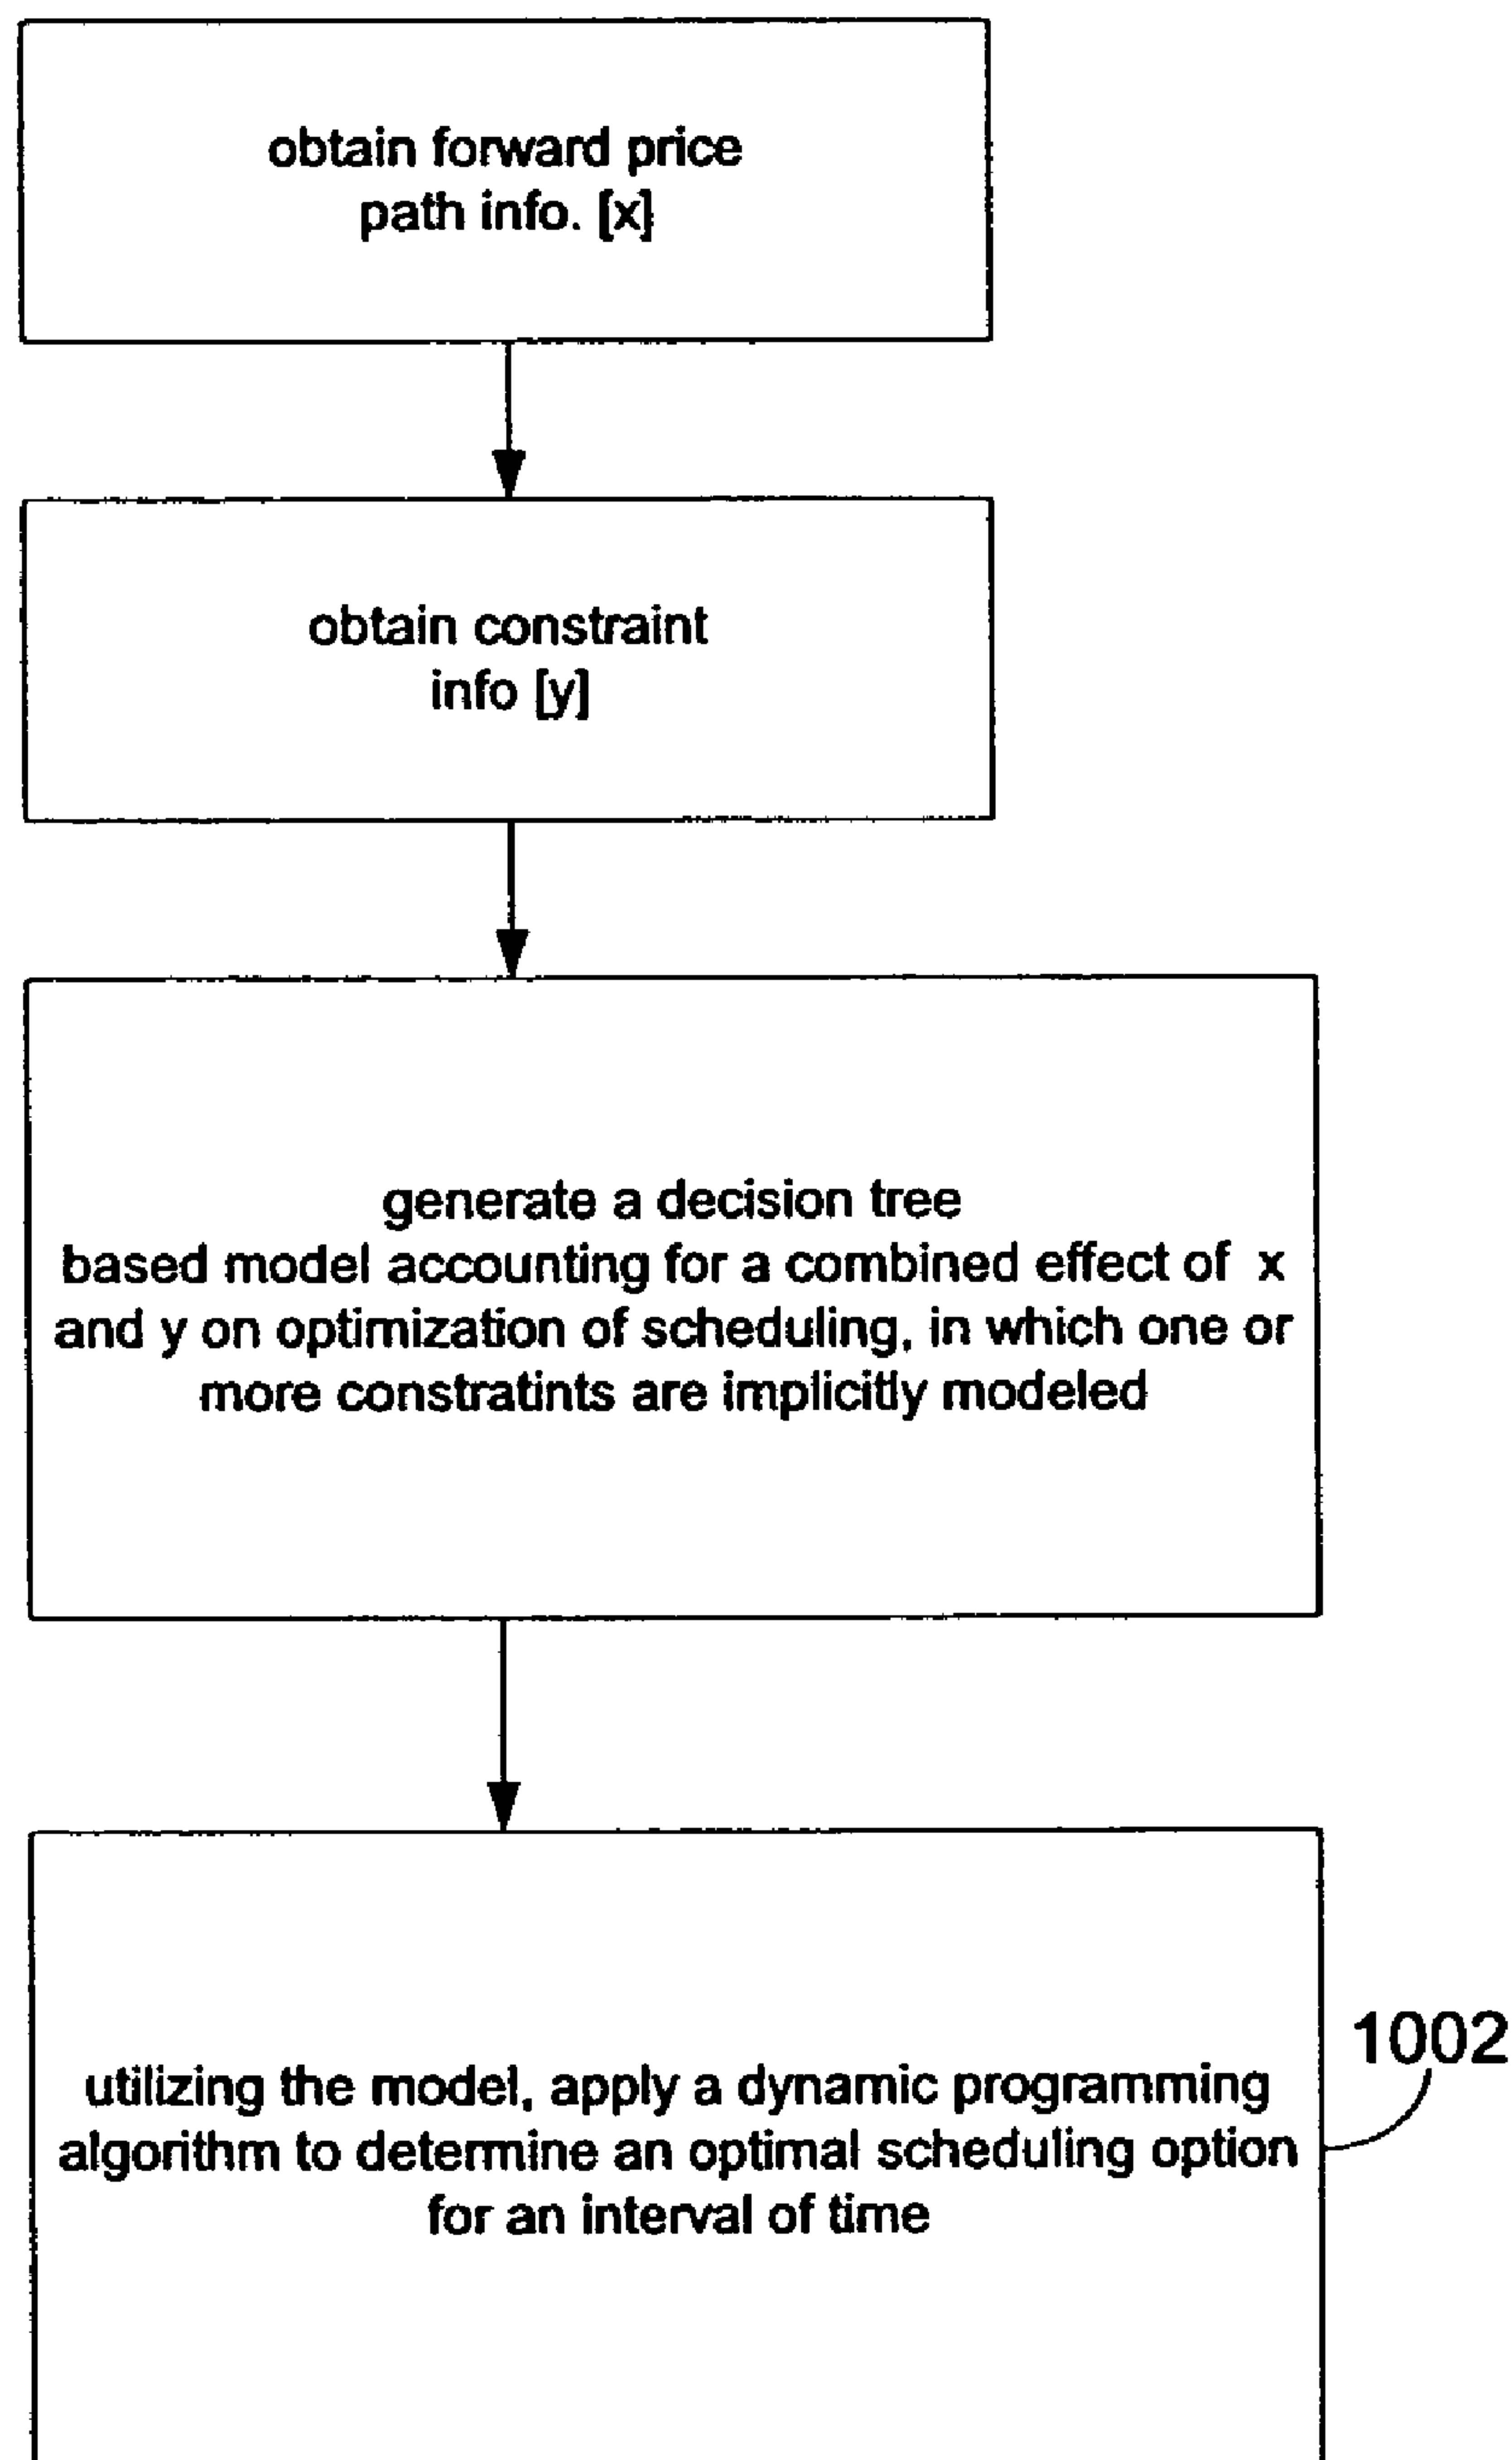 obtain forward price
path info. [x]
obtain constraint
info [y]
generate a decision tree
based model accounting for a combined effect of x
and y on optimization of scheduling, in which one or
more constratints are implicitly modeled
1002
utilizing the model, apply a dynamic programming
algorithm to determine an optimal scheduling option
for an interval of time